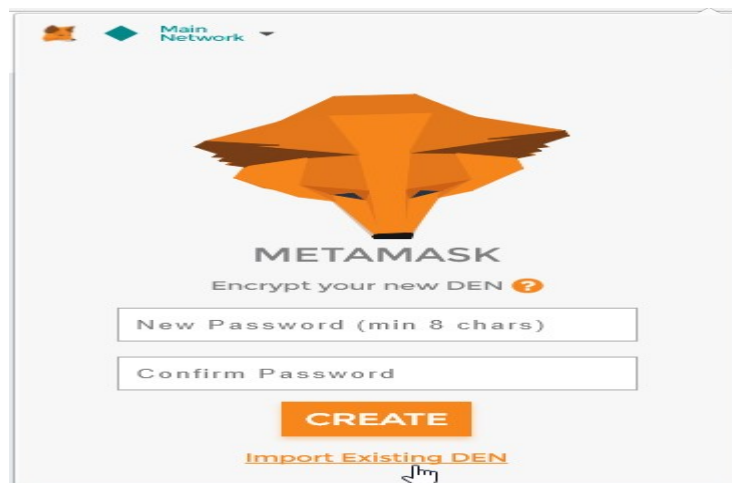 Main
Network
METAMASK
Encrypt your new DEN ?
New Password (min 8 chars)
Confirm Password
CREATE
Import Existing DEN